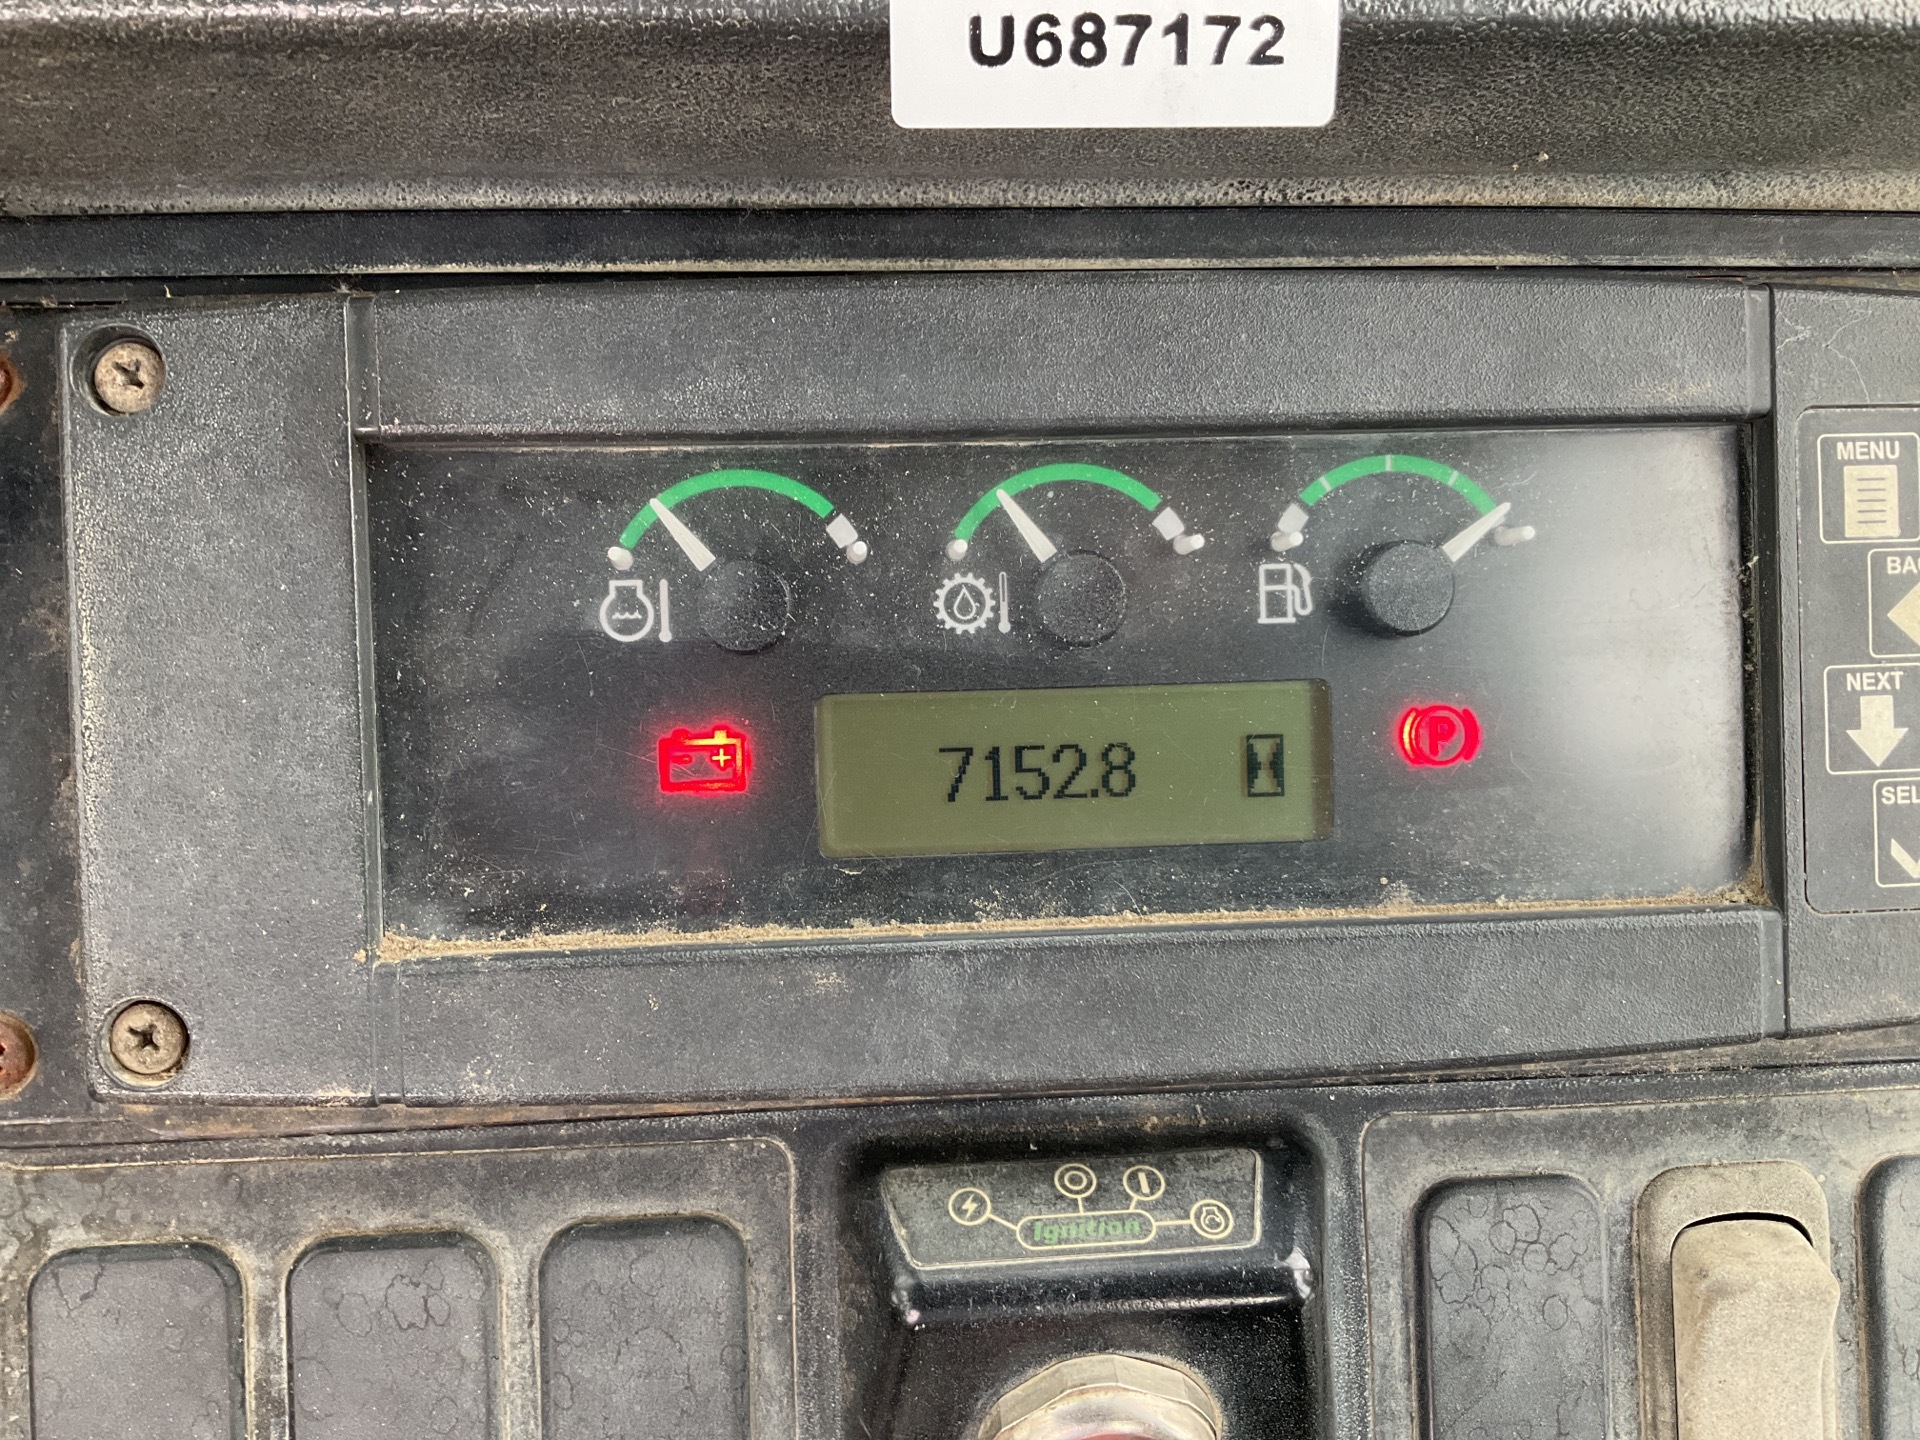 U687172
MENU
BAC
NEXT
SEL
7152.8
P
Ignition